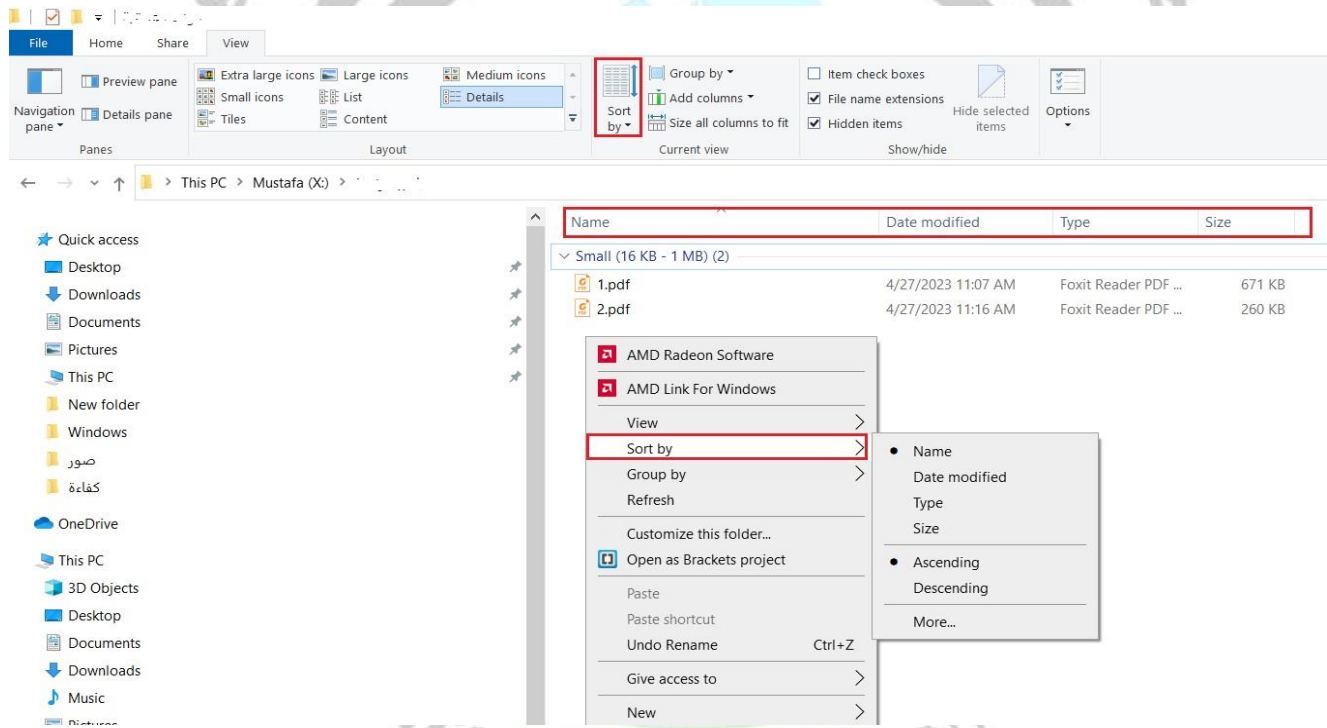 File Home Share View
Navigation pane
Preview pane
Details pane
Panes
Extra large icons Large icons Medium icons
Small icons List Details
Tiles Content
Layout
Sort by
Group by
Add columns
Size all columns to fit
Current view
Item check boxes
File name extensions
Hidden items
Hide selected items
Show/hide
Options
This PC > Mustafa (X:) >
Quick access
Desktop
Downloads
Documents
Pictures
This PC
New folder
Windows
صور
كفاءة
OneDrive
This PC
3D Objects
Desktop
Documents
Downloads
Music
Pictures
Name Date modified Type Size
Small (16 KB - 1 MB) (2)
1.pdf 4/27/2023 11:07 AM Foxit Reader PDF ... 671 KB
2.pdf 4/27/2023 11:16 AM Foxit Reader PDF ... 260 KB
AMD Radeon Software
AMD Link For Windows
View
Sort by
Group by
Refresh
Customize this folder...
Open as Brackets project
Paste
Paste shortcut
Undo Rename Ctrl+Z
Give access to
New
Name
Date modified
Type
Size
Ascending
Descending
More...